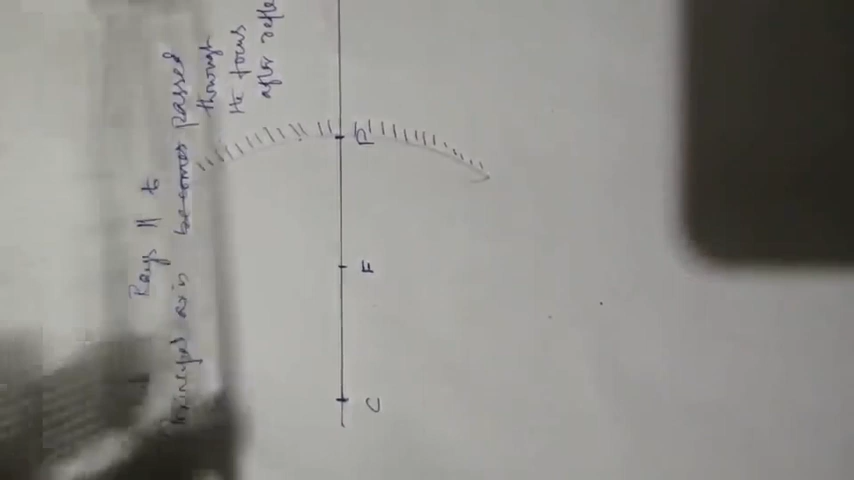 Rays || to
Principal axis becomes passed
through
the focus
after
P
F
C